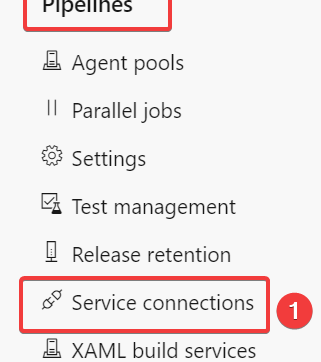 Pipelines
Agent pools
Parallel jobs
Settings
Test management
Release retention
Service connections
1
XAML build services